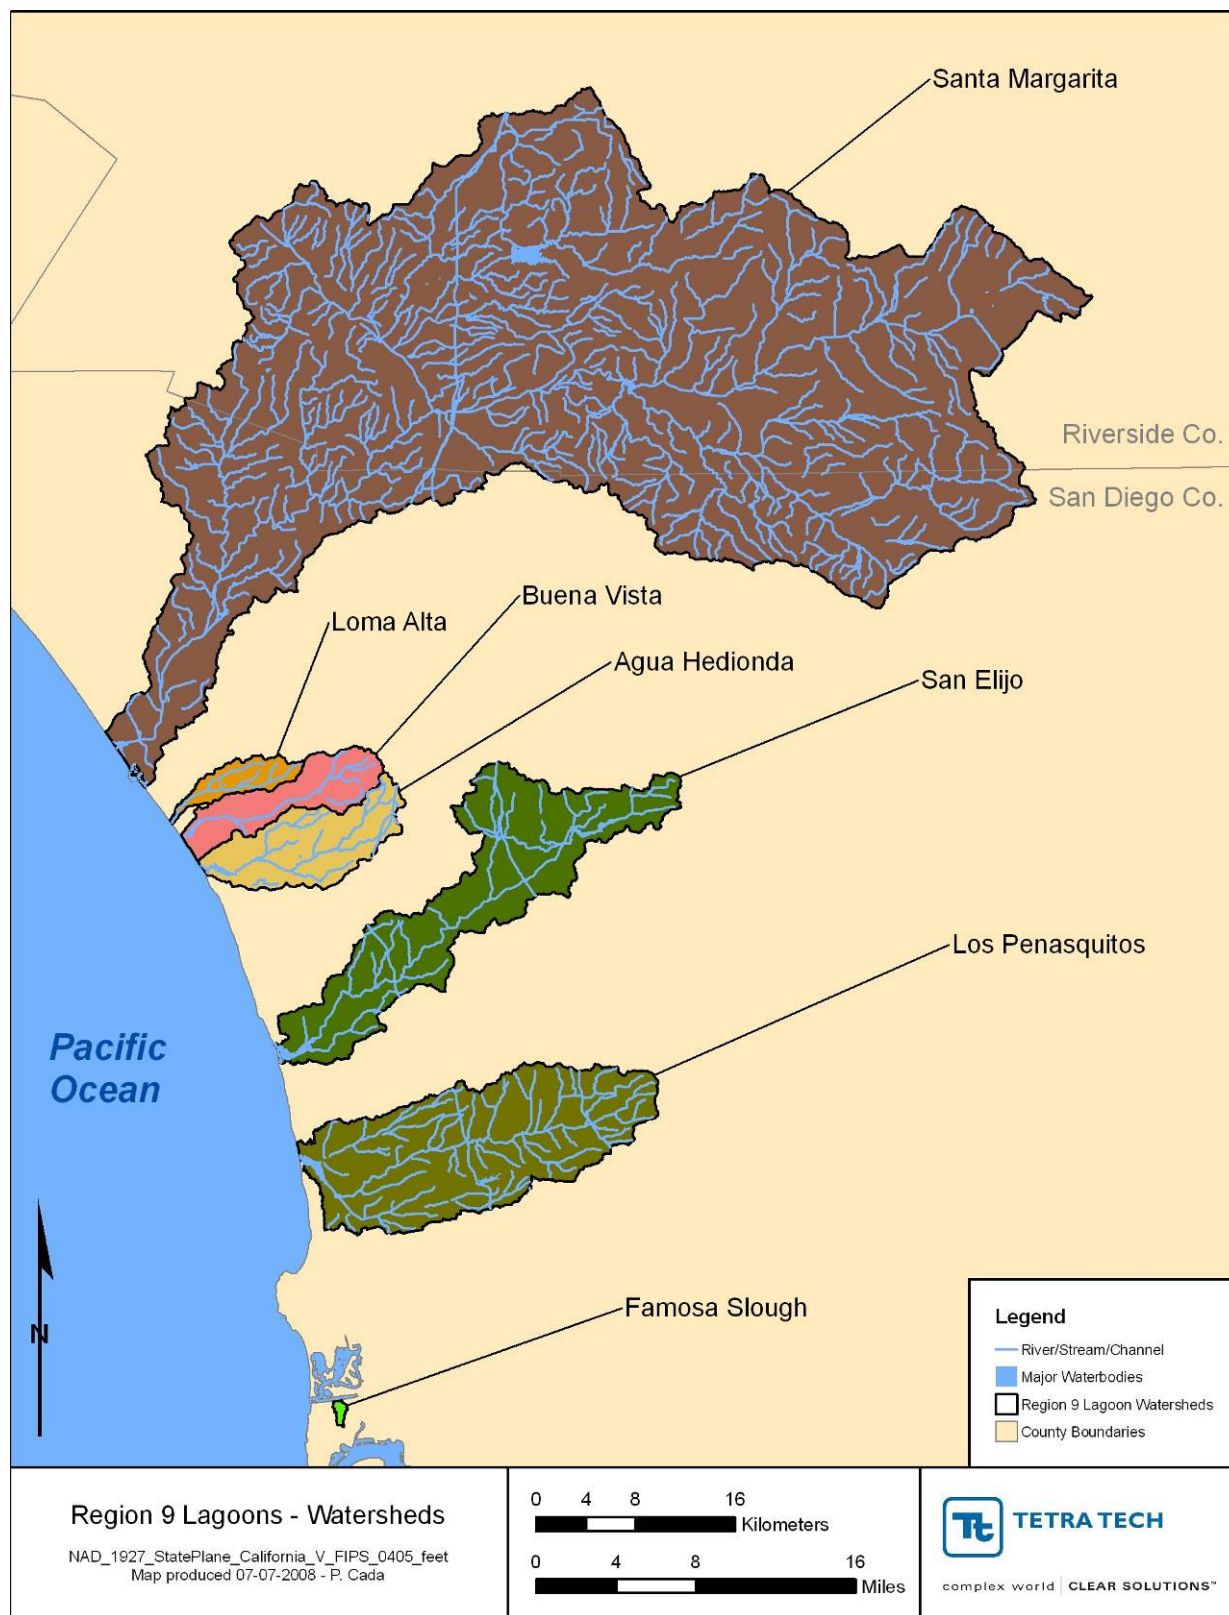 Santa Margarita
Riverside Co.
San Diego Co.
Buena Vista
Loma Alta
Agua Hedionda
San Elijo
Los Penasquitos
Pacific
Ocean
Famosa Slough
N
Legend
River/Stream/Channel
Major Waterbodies
Region 9 Lagoon Watersheds
County Boundaries
Region 9 Lagoons - Watersheds
NAD_1927_StatePlane_California_V_FIPS_0405_feet
Map produced 07-07-2008 - P. Cada
0 4 8 16
Kilometers
0 4 8 16
Miles
Tt TETRA TECH
complex world | CLEAR SOLUTIONS™